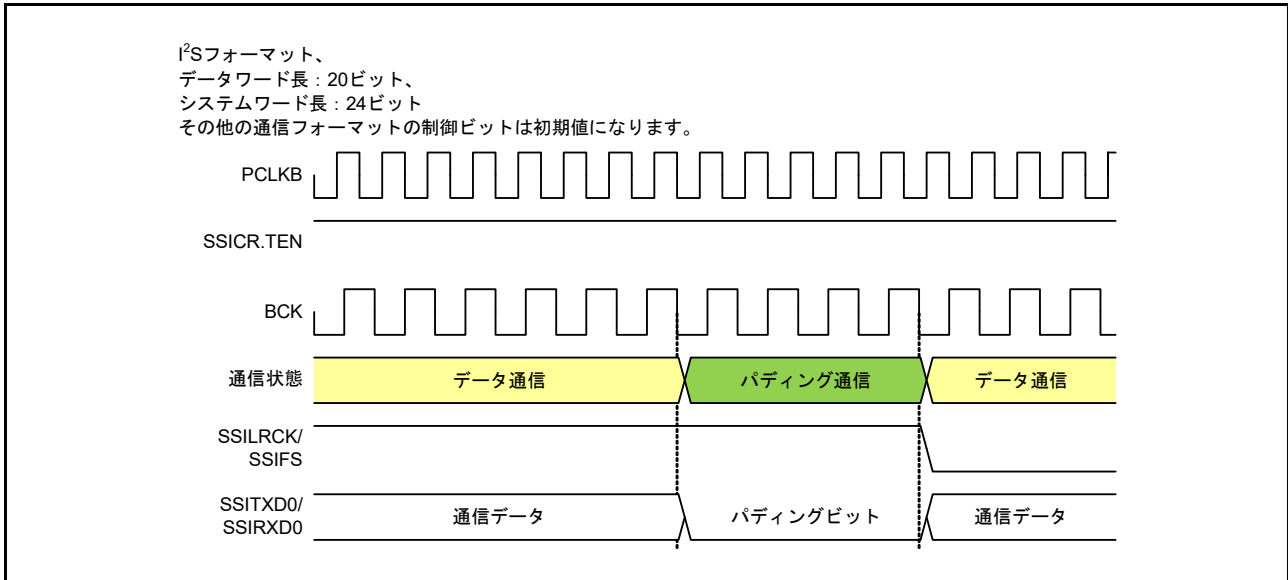 I²Sフォーマット、
データワード長：20ビット、
システムワード長：24ビット
その他の通信フォーマットの制御ビットは初期値になります。
PCLKB
SSICR.TEN
BCK
通信状態 データ通信 パディング通信 データ通信
SSILRCK/
SSIFS
SSITXD0/
SSIRXD0
通信データ パディングビット 通信データ